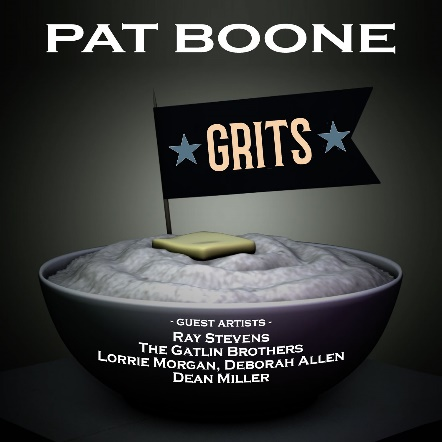 PAT BOONE
GRITS
- GUEST ARTISTS -
RAY STEVENS
THE GATLIN BROTHERS
LORRIE MORGAN, DEBORAH ALLEN
DEAN MILLER